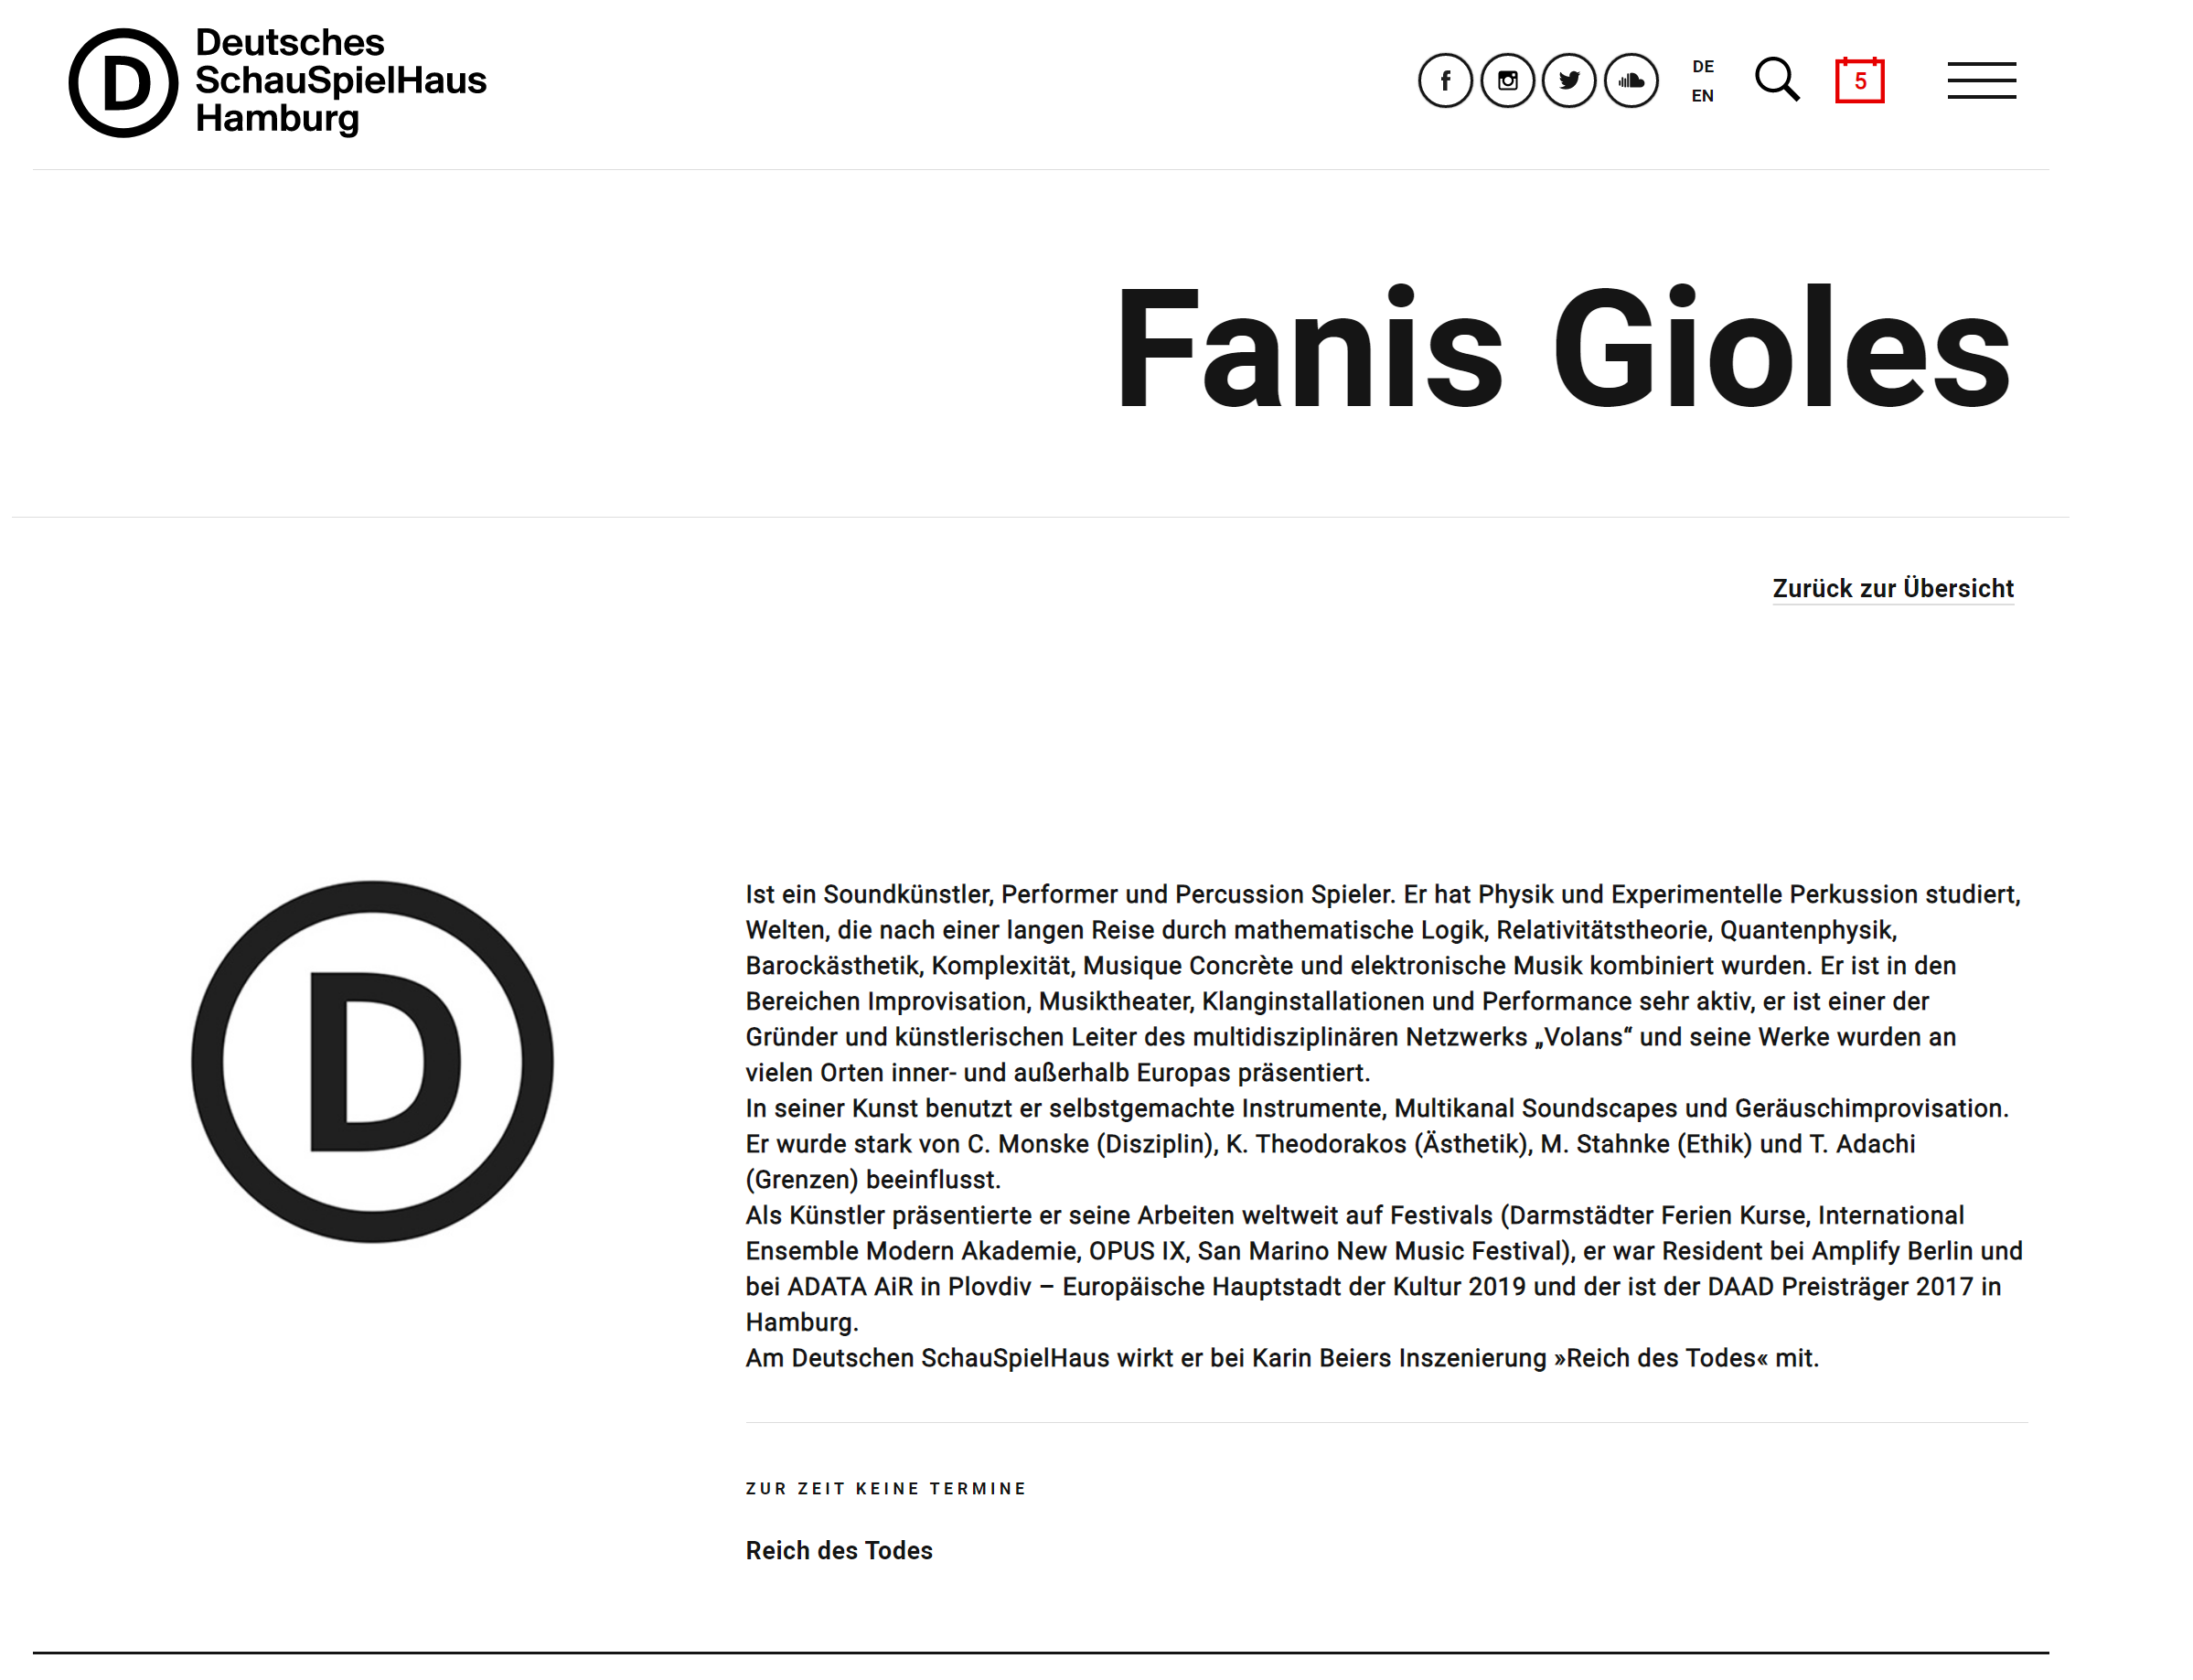 D
Deutsches
SchauSpielHaus
Hamburg
DE
EN
5
Fanis Gioles
Zurück zur Übersicht
D
Ist ein Soundkünstler, Performer und Percussion Spieler. Er hat Physik und Experimentelle Perkussion studiert,
Welten, die nach einer langen Reise durch mathematische Logik, Relativitätstheorie, Quantenphysik,
Barockästhetik, Komplexität, Musique Concrète und elektronische Musik kombiniert wurden. Er ist in den
Bereichen Improvisation, Musiktheater, Klanginstallationen und Performance sehr aktiv, er ist einer der
Gründer und künstlerischen Leiter des multidisziplinären Netzwerks „Volans“ und seine Werke wurden an
vielen Orten inner- und außerhalb Europas präsentiert.
In seiner Kunst benutzt er selbstgemachte Instrumente, Multikanal Soundscapes und Geräuschimprovisation.
Er wurde stark von C. Monske (Disziplin), K. Theodorakos (Ästhetik), M. Stahnke (Ethik) und T. Adachi
(Grenzen) beeinflusst.
Als Künstler präsentierte er seine Arbeiten weltweit auf Festivals (Darmstädter Ferien Kurse, International
Ensemble Modern Akademie, OPUS IX, San Marino New Music Festival), er war Resident bei Amplify Berlin und
bei ADATA AiR in Plovdiv – Europäische Hauptstadt der Kultur 2019 und der ist der DAAD Preisträger 2017 in
Hamburg.
Am Deutschen SchauSpielHaus wirkt er bei Karin Beiers Inszenierung »Reich des Todes« mit.
ZUR ZEIT KEINE TERMINE
Reich des Todes